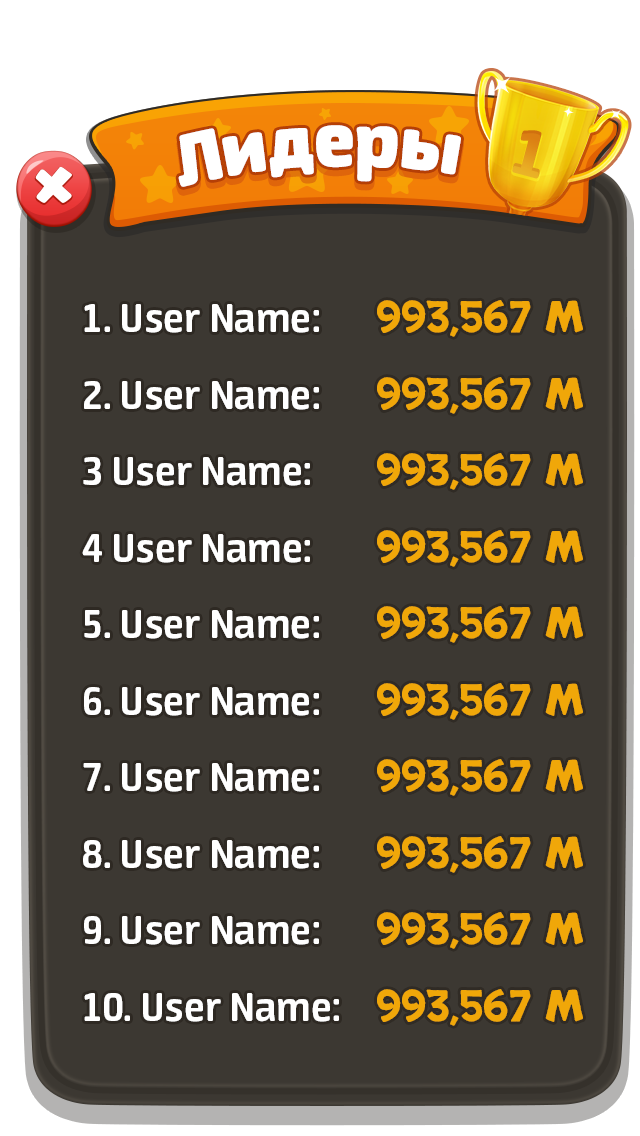 Лидеры
1
1. User Name: 993,567 M
2. User Name: 993,567 M
3 User Name: 993,567 M
4 User Name: 993,567 M
5. User Name: 993,567 M
6. User Name: 993,567 M
7. User Name: 993,567 M
8. User Name: 993,567 M
9. User Name: 993,567 M
10. User Name: 993,567 M